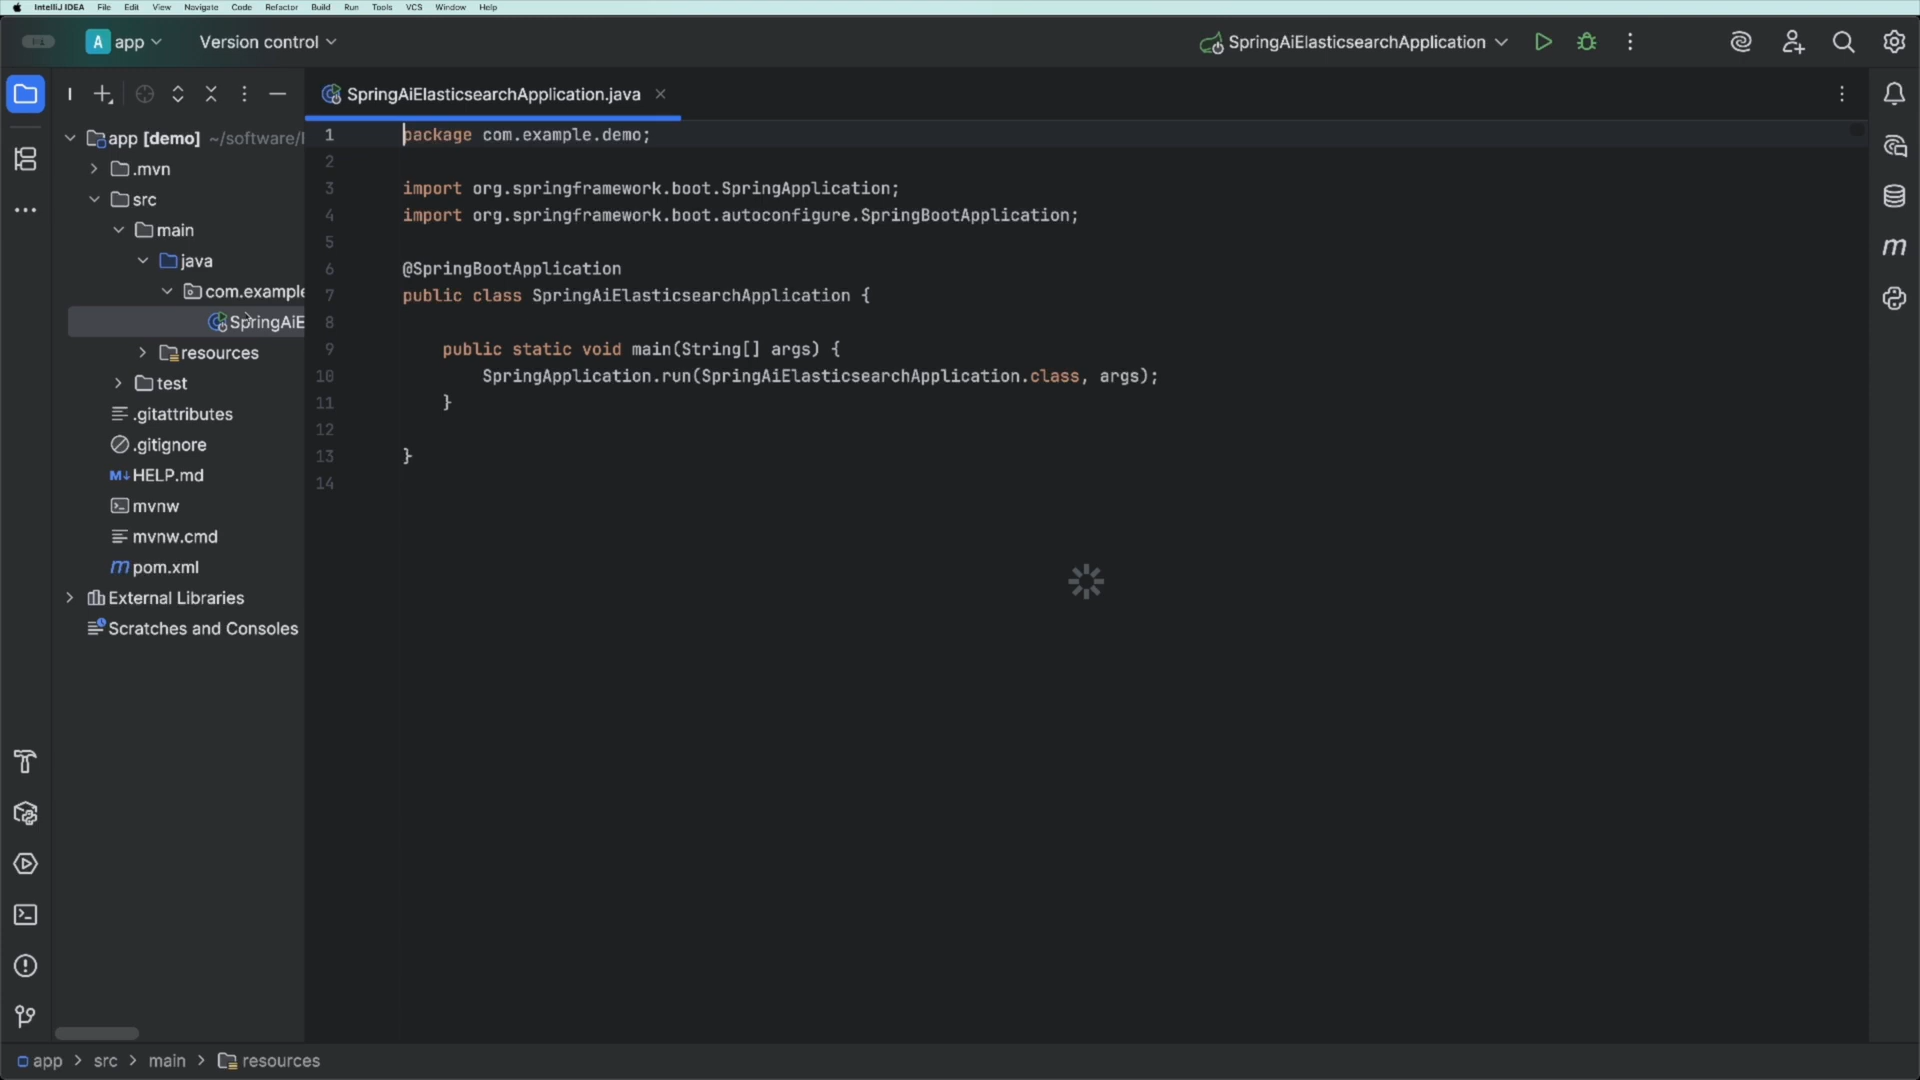 IntelliJ IDEA File Edit View Navigate Code Refactor Build Run Tools VCS Window Help
A app Version control SpringAiElasticsearchApplication
SpringAiElasticsearchApplication.java
app [demo] ~/software/
.mvn
src
main
java
com.example
SpringAiE
resources
test
.gitattributes
.gitignore
HELP.md
mvnw
mvnw.cmd
pom.xml
External Libraries
Scratches and Consoles
1 package com.example.demo;
2
3 import org.springframework.boot.SpringApplication;
4 import org.springframework.boot.autoconfigure.SpringBootApplication;
5
6 @SpringBootApplication
7 public class SpringAiElasticsearchApplication {
8
9 public static void main(String[] args) {
10 SpringApplication.run(SpringAiElasticsearchApplication.class, args);
11 }
12
13 }
14
app > src > main > resources